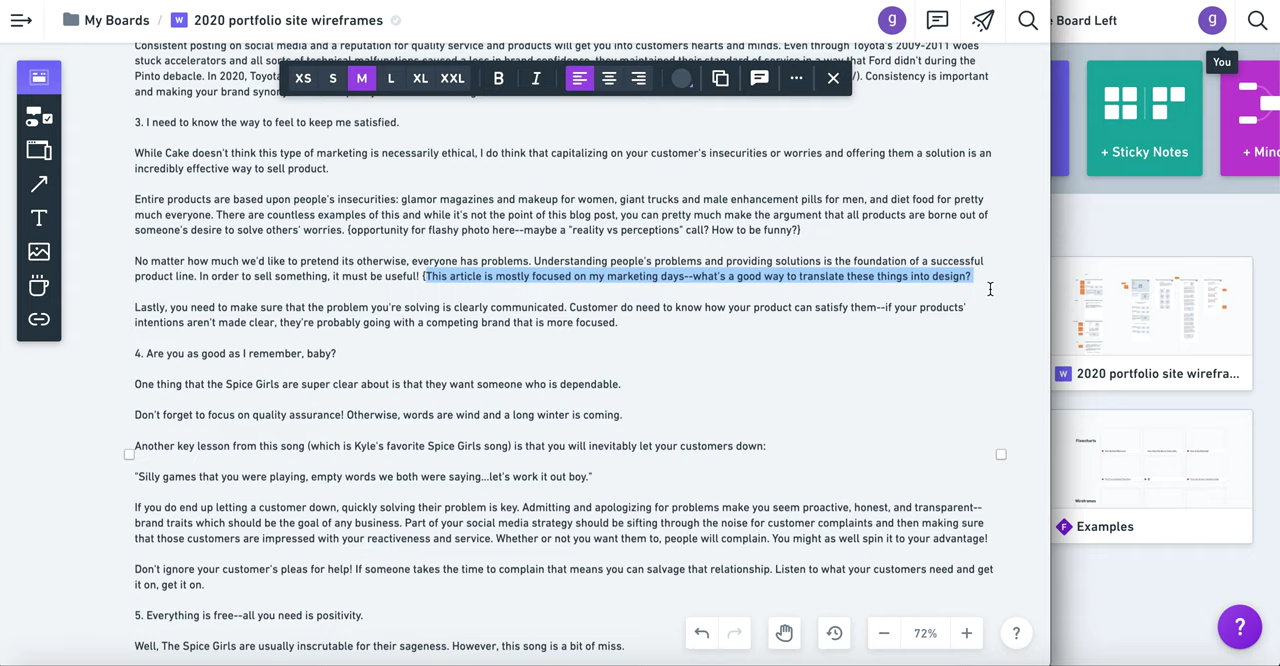 My Boards / W 2020 portfolio site wireframes
g
Board Left
g
You
Consistent posting on social media and a reputation for quality service and products will get you into customers hearts and minds. Even through Toyota's 2009-2011 woes
stuck accelerators and all sorts of technical malfunctions caused a loss in brand confidence, they maintained their standard of service in a way that Ford didn't during the
Pinto debacle. In 2020, Toyota /). Consistency is important
and making your brand
XS S M L XL XXL B I
3. I need to know the way to feel to keep me satisfied.
While Cake doesn't think this type of marketing is necessarily ethical, I do think that capitalizing on your customer's insecurities or worries and offering them a solution is an
incredibly effective way to sell product.
Entire products are based upon people's insecurities: glamor magazines and makeup for women, giant trucks and male enhancement pills for men, and diet food for pretty
much everyone. There are countless examples of this and while it's not the point of this blog post, you can pretty much make the argument that all products are borne out of
someone's desire to solve others' worries. {opportunity for flashy photo here--maybe a "reality vs perceptions" call? How to be funny?}
No matter how much we'd like to pretend its otherwise, everyone has problems. Understanding people's problems and providing solutions is the foundation of a successful
product line. In order to sell something, it must be useful! {This article is mostly focused on my marketing days--what's a good way to translate these things into design?
Lastly, you need to make sure that the problem you're solving is clearly communicated. Customer do need to know how your product can satisfy them--if your products'
intentions aren't made clear, they're probably going with a competing brand that is more focused.
4. Are you as good as I remember, baby?
One thing that the Spice Girls are super clear about is that they want someone who is dependable.
Don't forget to focus on quality assurance! Otherwise, words are wind and a long winter is coming.
Another key lesson from this song (which is Kyle's favorite Spice Girls song) is that you will inevitably let your customers down:
"Silly games that you were playing, empty words we both were saying...let's work it out boy."
If you do end up letting a customer down, quickly solving their problem is key. Admitting and apologizing for problems make you seem proactive, honest, and transparent--
brand traits which should be the goal of any business. Part of your social media strategy should be sifting through the noise for customer complaints and then making sure
that those customers are impressed with your reactiveness and service. Whether or not you want them to, people will complain. You might as well spin it to your advantage!
Don't ignore your customer's pleas for help! If someone takes the time to complain that means you can salvage that relationship. Listen to what your customers need and get
it on, get it on.
5. Everything is free--all you need is positivity.
Well, The Spice Girls are usually inscrutable for their sageness. However, this song is a bit of miss.
72%
?
+ Sticky Notes
+ Mind
W 2020 portfolio site wirefra...
Flowcharts
Wireframes
F Examples
?